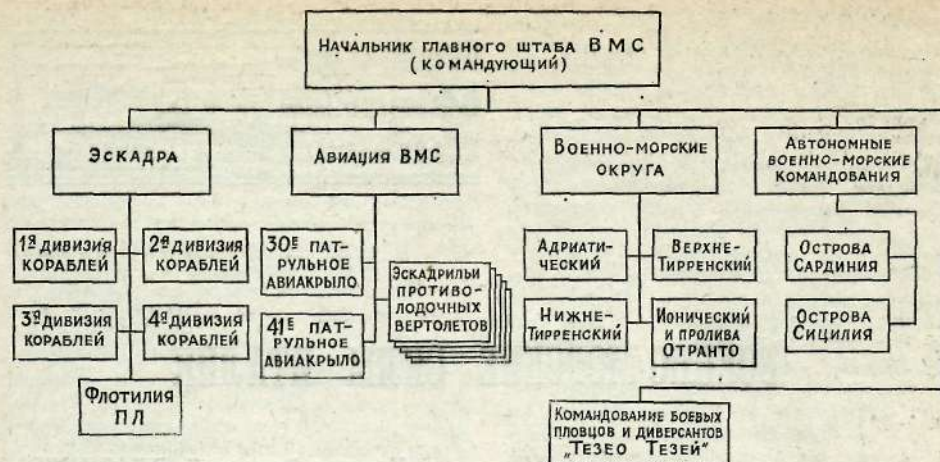 Начальник главного штаба ВМС
(командующий)
Эскадра
Авиация ВМС
Военно-морские
округа
Автономные
военно-морские
командования
1я дивизия
кораблей
2я дивизия
кораблей
3я дивизия
кораблей
4я дивизия
кораблей
Флотилия
ПЛ
30е пат-
рульное
авиакрыло
41е пат-
рульное
авиакрыло
Эскадрильи
противо-
лодочных
вертолетов
Адриати-
ческий
Верхне-
Тирренский
Нижне-
Тирренский
Ионический
и пролива
Отранто
Острова
Сардиния
Острова
Сицилия
Командование боевых
пловцов и диверсантов
„Тезео Тезей“